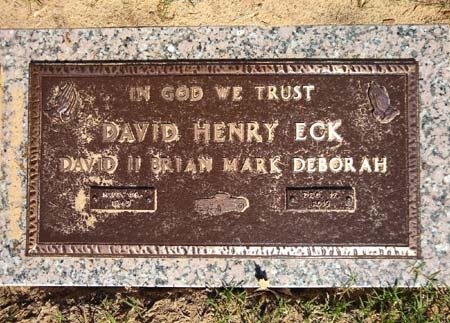 IN GOD WE TRUST
DAVID HENRY ECK
DAVID II BRIAN MARK DEBORAH